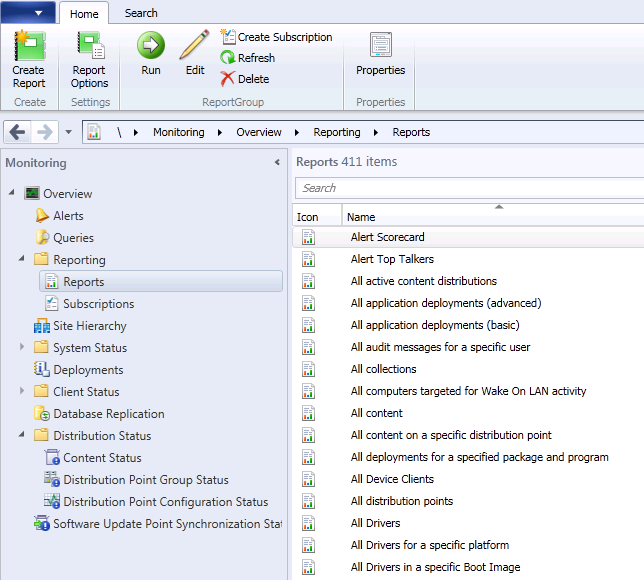 Home Search
Create Report
Report Options
Run
Edit
Create Subscription
Refresh
Delete
Properties
Create
Settings
ReportGroup
Properties
\ Monitoring Overview Reporting Reports
Monitoring
Overview
Alerts
Queries
Reporting
Reports
Subscriptions
Site Hierarchy
System Status
Deployments
Client Status
Database Replication
Distribution Status
Content Status
Distribution Point Group Status
Distribution Point Configuration Status
Software Update Point Synchronization Stat
Reports 411 items
Search
Icon Name
Alert Scorecard
Alert Top Talkers
All active content distributions
All application deployments (advanced)
All application deployments (basic)
All audit messages for a specific user
All collections
All computers targeted for Wake On LAN activity
All content
All content on a specific distribution point
All deployments for a specified package and program
All Device Clients
All distribution points
All Drivers
All Drivers for a specific platform
All Drivers in a specific Boot Image